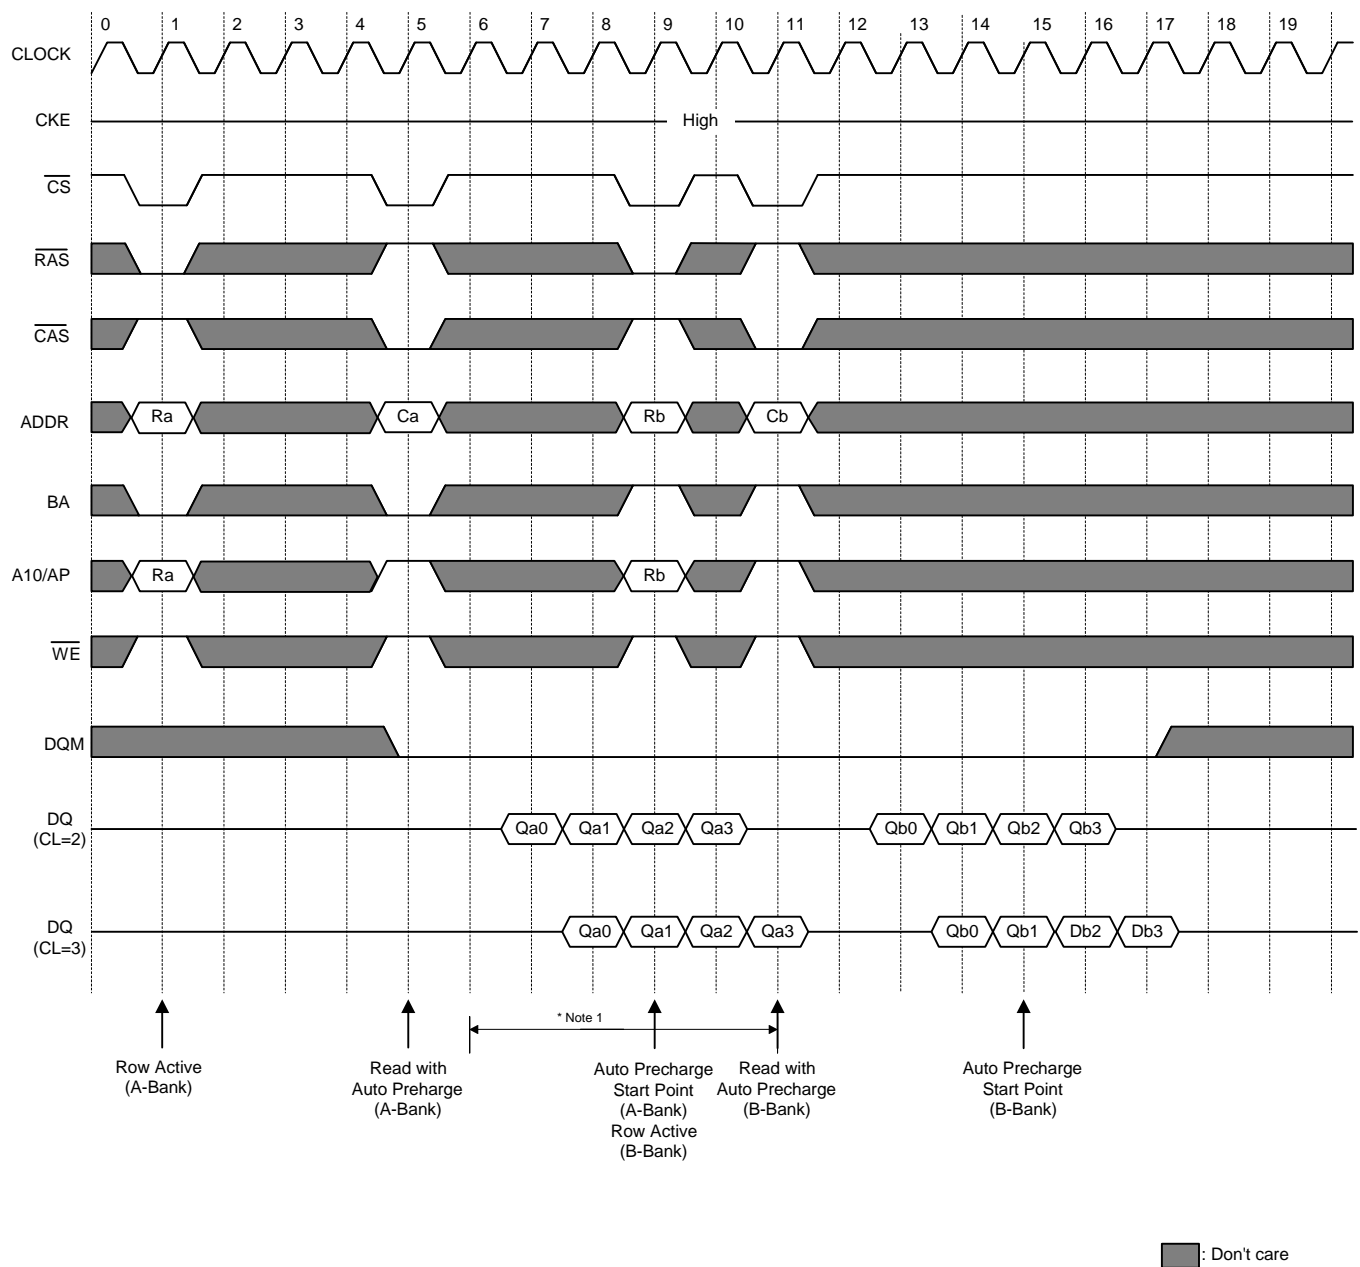 0 1 2 3 4 5 6 7 8 9 10 11 12 13 14 15 16 17 18 19
CLOCK
CKE High
CS
RAS
CAS
ADDR Ra Ca Rb Cb
BA
A10/AP Ra Rb
WE
DQM
DQ
(CL=2)
Qa0 Qa1 Qa2 Qa3 Qb0 Qb1 Qb2 Qb3
DQ
(CL=3)
Qa0 Qa1 Qa2 Qa3 Qb0 Qb1 Db2 Db3
* Note 1
Row Active
(A-Bank)
Read with
Auto Preharge
(A-Bank)
Auto Precharge
Start Point
(A-Bank)
Row Active
(B-Bank)
Read with
Auto Precharge
(B-Bank)
Auto Precharge
Start Point
(B-Bank)
: Don't care